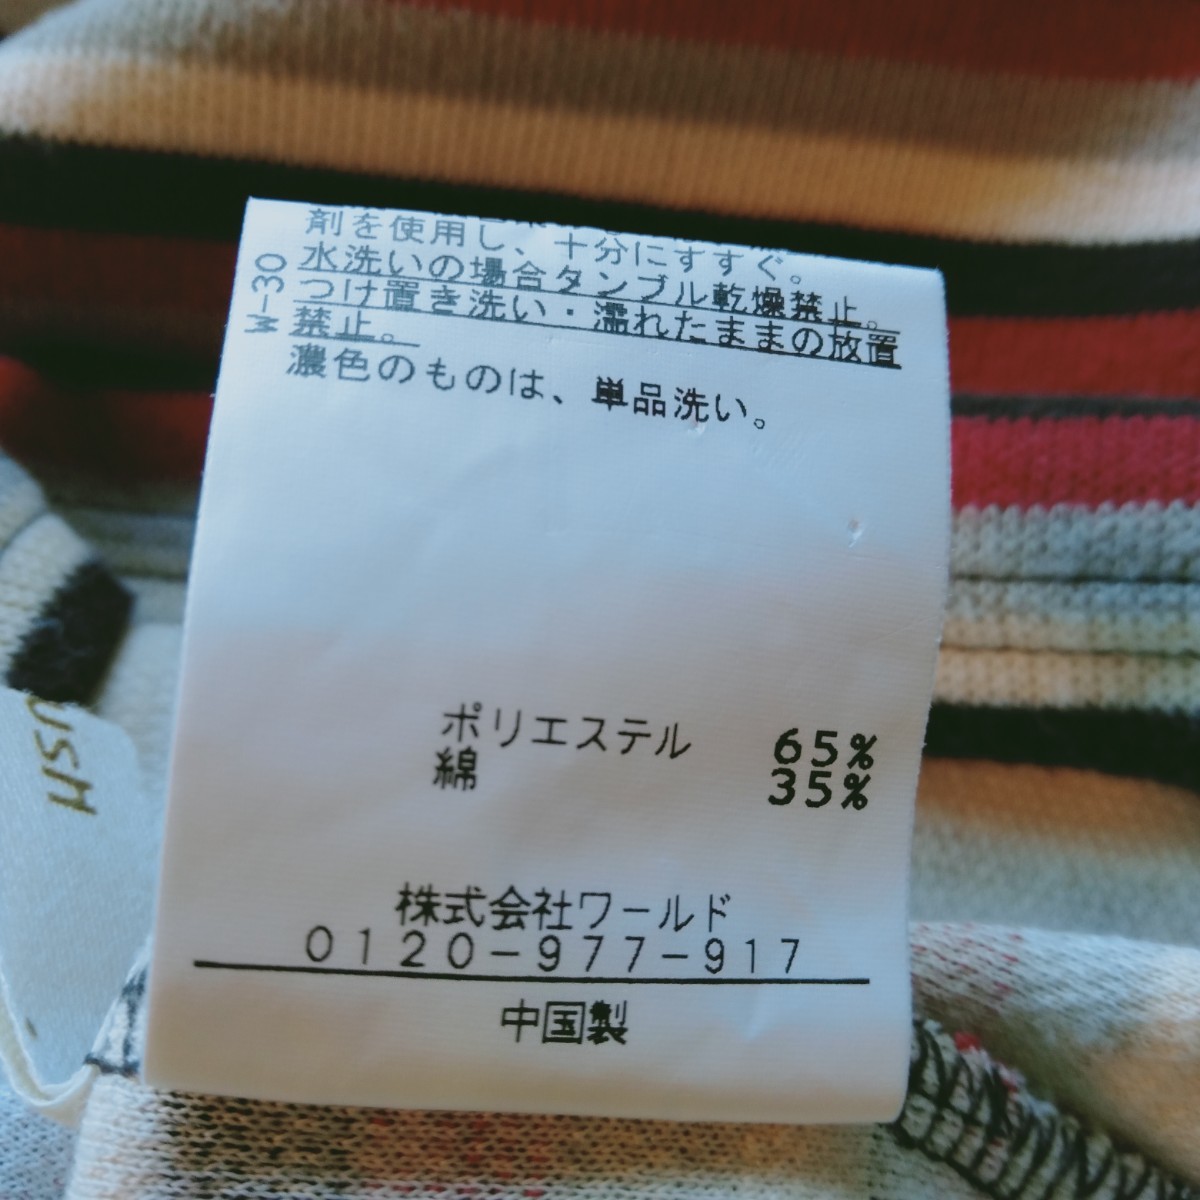 剤を使用し、十分にすすぐ。
水洗いの場合タンブル乾燥禁止。
つけ置き洗い・濡れたままの放置
禁止。
濃色のものは、単品洗い。
W-30
ポリエステル 65%
綿 35%
株式会社ワールド
0120-977-917
中国製
USH